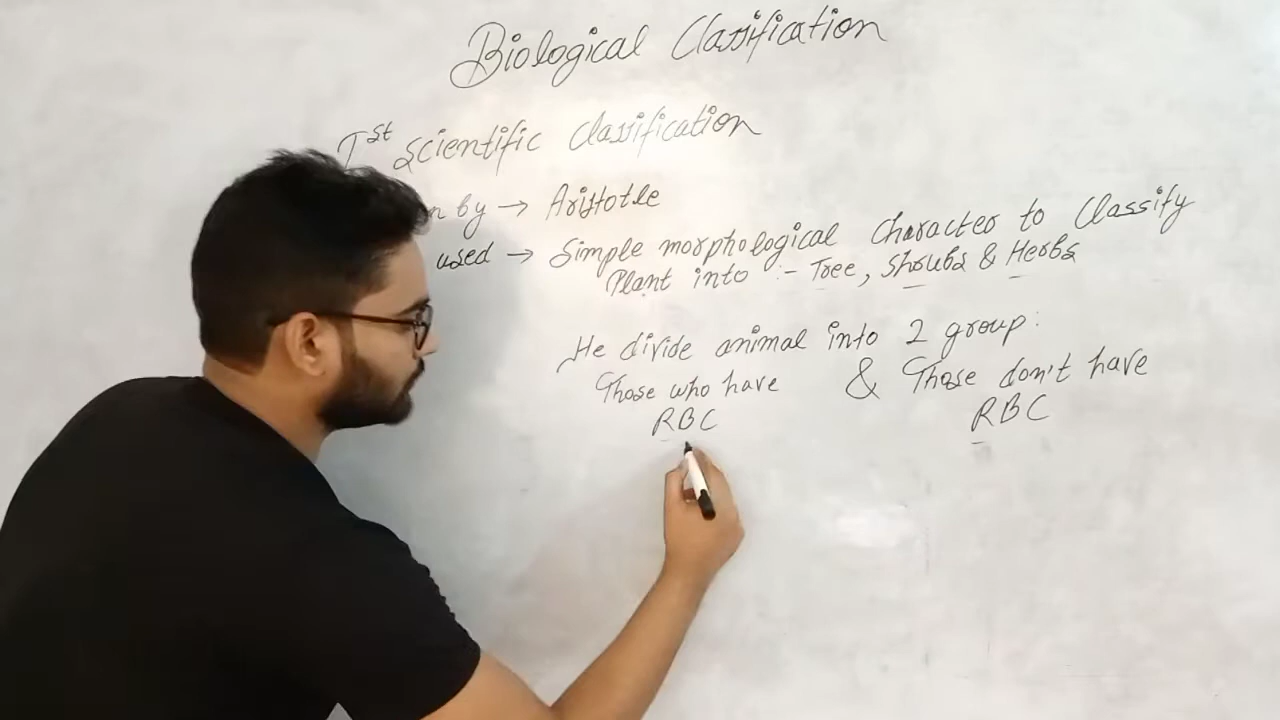 Biological Classification
Ist scientific classification
n by → Aristotle
used → Simple morphological character to Classify
Plant into :- Tree, Shrubs & Herbs
He divide animal into 2 group:
Those who have & Those don't have
RBC RBC